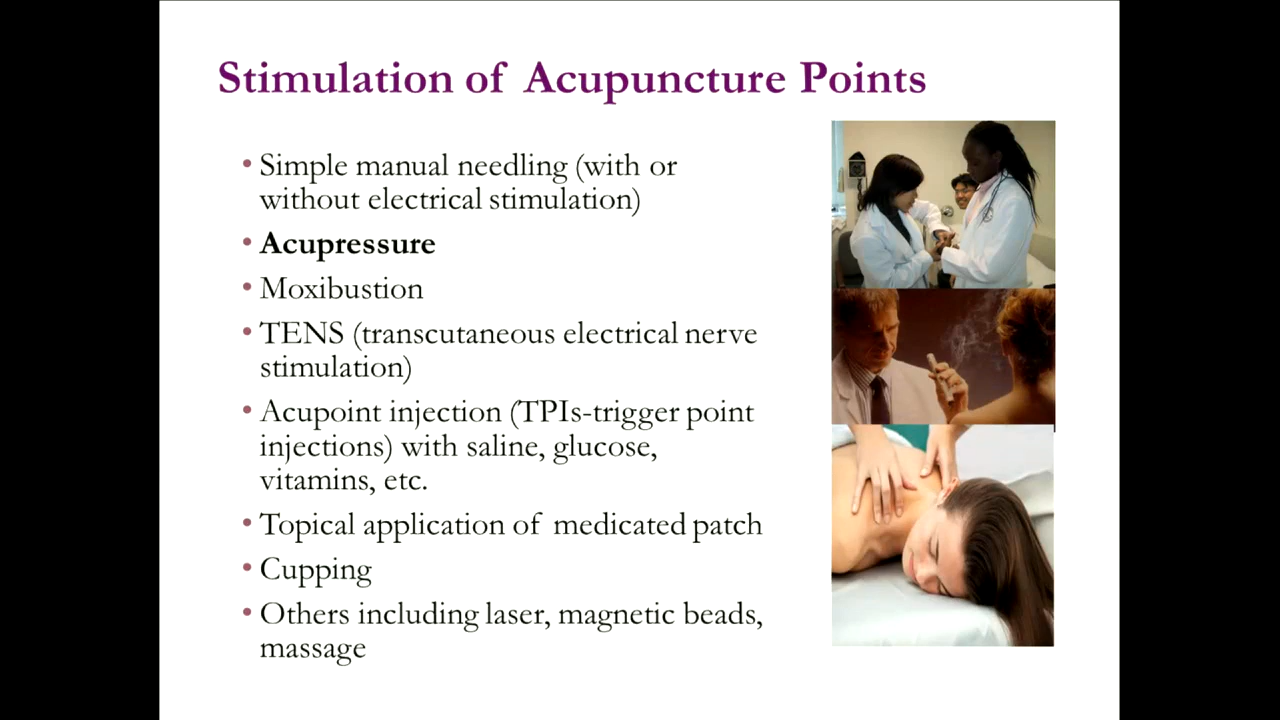 Stimulation of Acupuncture Points
• Simple manual needling (with or
without electrical stimulation)
• Acupressure
• Moxibustion
• TENS (transcutaneous electrical nerve
stimulation)
• Acupoint injection (TPIs-trigger point
injections) with saline, glucose,
vitamins, etc.
• Topical application of medicated patch
• Cupping
• Others including laser, magnetic beads,
massage